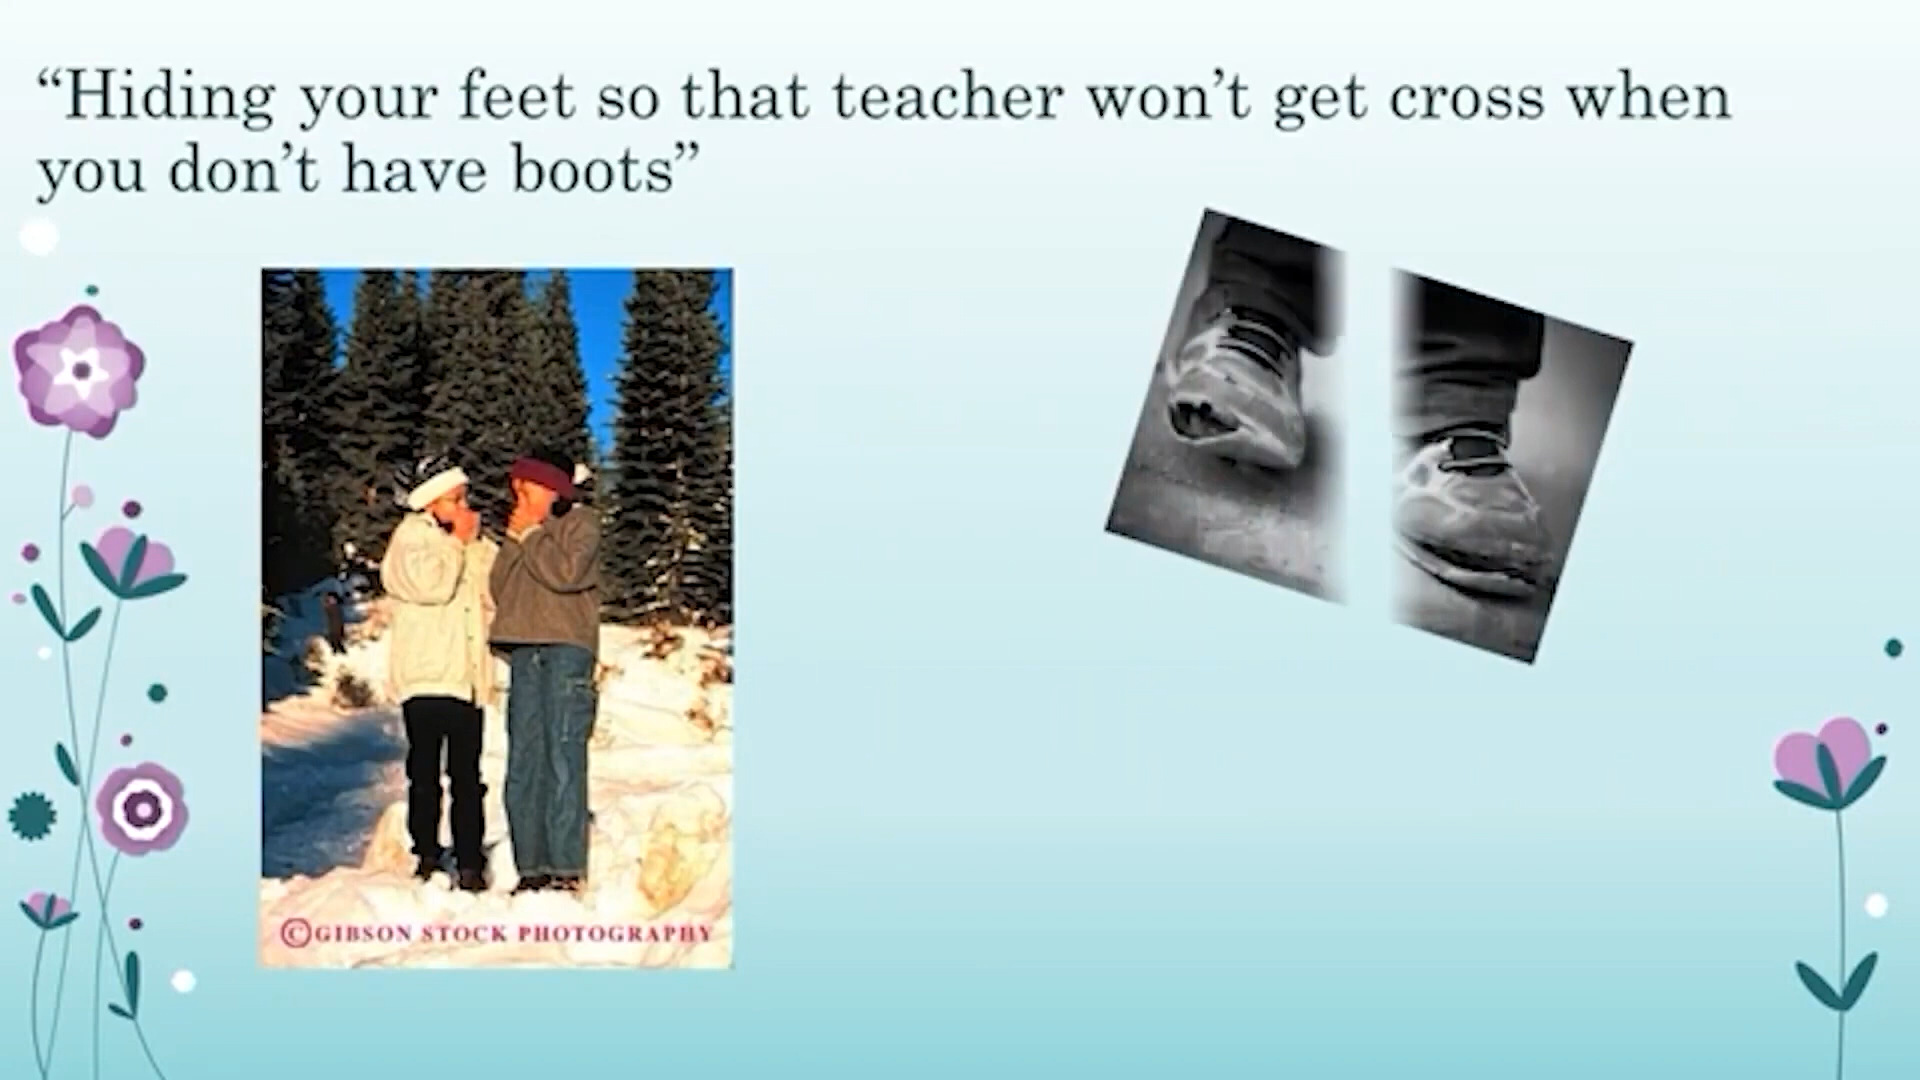 “Hiding your feet so that teacher won’t get cross when
you don’t have boots”
©GIBSON STOCK PHOTOGRAPHY